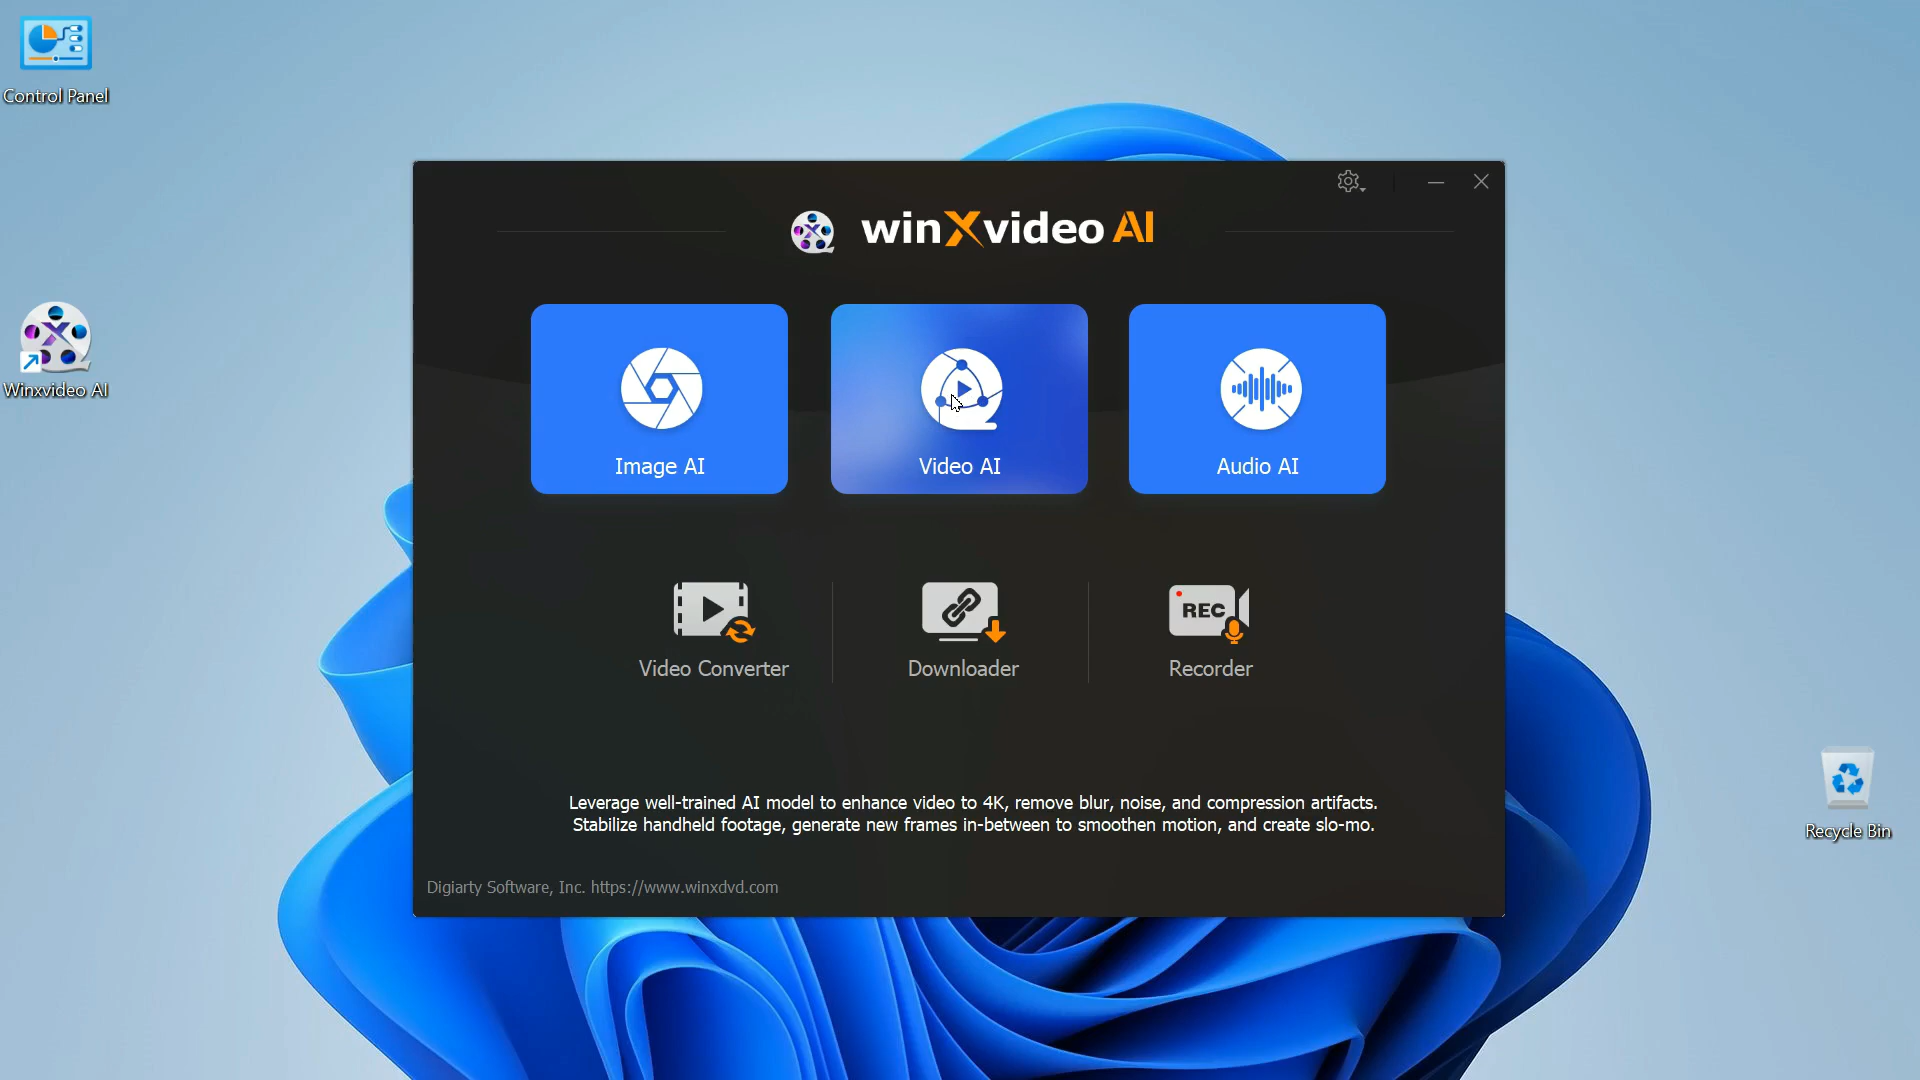 Control Panel
winXvideo AI
Winxvideo AI
Image AI
Video AI
Audio AI
REC
Video Converter
Downloader
Recorder
Leverage well-trained AI model to enhance video to 4K, remove blur, noise, and compression artifacts.
Stabilize handheld footage, generate new frames in-between to smoothen motion, and create slo-mo.
Recycle Bin
Digiarty Software, Inc. https://www.winxdvd.com